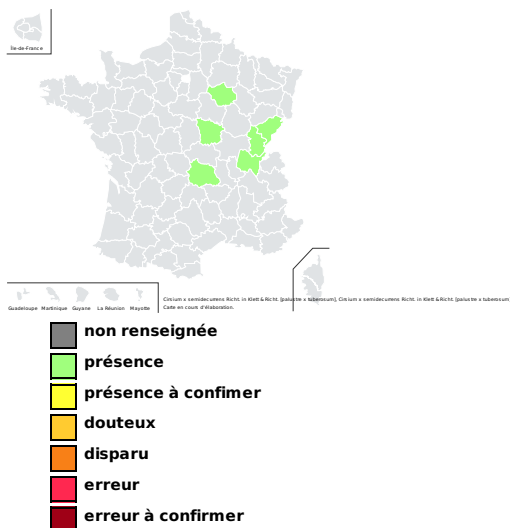 Île-de-France
Guadeloupe Martinique Guyane La Réunion Mayotte
Cirsium x semidecurrens Richt. in Klett & Richt. [palustre x tuberosum], Cirsium x semidecurrens Richt. in Klett & Richt. [palustre x tuberosum]
Carte en cours d'élaboration.
non renseignée
présence
présence à confimer
douteux
disparu
erreur
erreur à confirmer